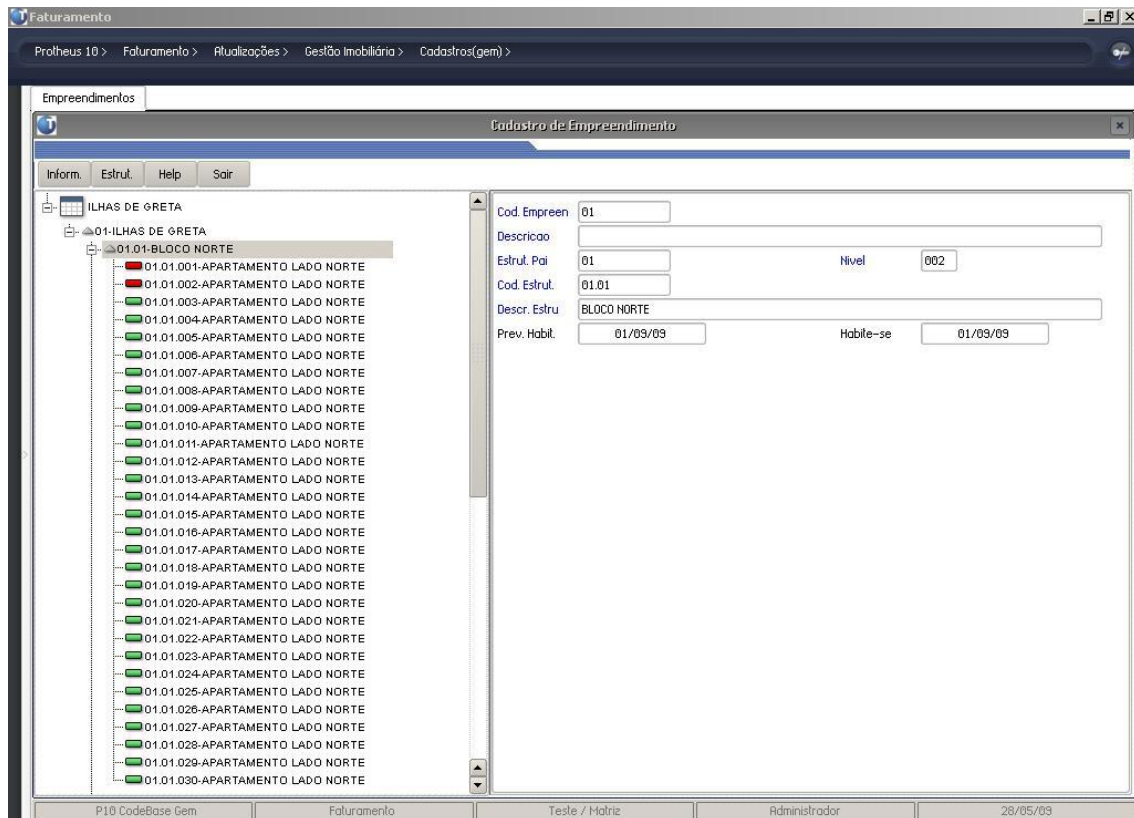 Faturamento
Protheus 10 > Faturamento > Atualizações > Gestão Imobiliária > Cadastros(gem) >
Empreendimentos
Cadastro de Empreendimento
Inform. Estrut. Help Sair
ILHAS DE GRETA
01-ILHAS DE GRETA
01.01-BLOCO NORTE
01.01.001-APARTAMENTO LADO NORTE
01.01.002-APARTAMENTO LADO NORTE
01.01.003-APARTAMENTO LADO NORTE
01.01.004-APARTAMENTO LADO NORTE
01.01.005-APARTAMENTO LADO NORTE
01.01.006-APARTAMENTO LADO NORTE
01.01.007-APARTAMENTO LADO NORTE
01.01.008-APARTAMENTO LADO NORTE
01.01.009-APARTAMENTO LADO NORTE
01.01.010-APARTAMENTO LADO NORTE
01.01.011-APARTAMENTO LADO NORTE
01.01.012-APARTAMENTO LADO NORTE
01.01.013-APARTAMENTO LADO NORTE
01.01.014-APARTAMENTO LADO NORTE
01.01.015-APARTAMENTO LADO NORTE
01.01.016-APARTAMENTO LADO NORTE
01.01.017-APARTAMENTO LADO NORTE
01.01.018-APARTAMENTO LADO NORTE
01.01.019-APARTAMENTO LADO NORTE
01.01.020-APARTAMENTO LADO NORTE
01.01.021-APARTAMENTO LADO NORTE
01.01.022-APARTAMENTO LADO NORTE
01.01.023-APARTAMENTO LADO NORTE
01.01.024-APARTAMENTO LADO NORTE
01.01.025-APARTAMENTO LADO NORTE
01.01.026-APARTAMENTO LADO NORTE
01.01.027-APARTAMENTO LADO NORTE
01.01.028-APARTAMENTO LADO NORTE
01.01.029-APARTAMENTO LADO NORTE
01.01.030-APARTAMENTO LADO NORTE
Cod. Empreen 01
Descricao
Estrut. Pai 01 Nivel 002
Cod. Estrut. 01.01
Descr. Estru BLOCO NORTE
Prev. Habit. 01/09/09 Habite-se 01/09/09
P10 CodeBase Gem Faturamento Teste / Matriz Administrador 28/05/09